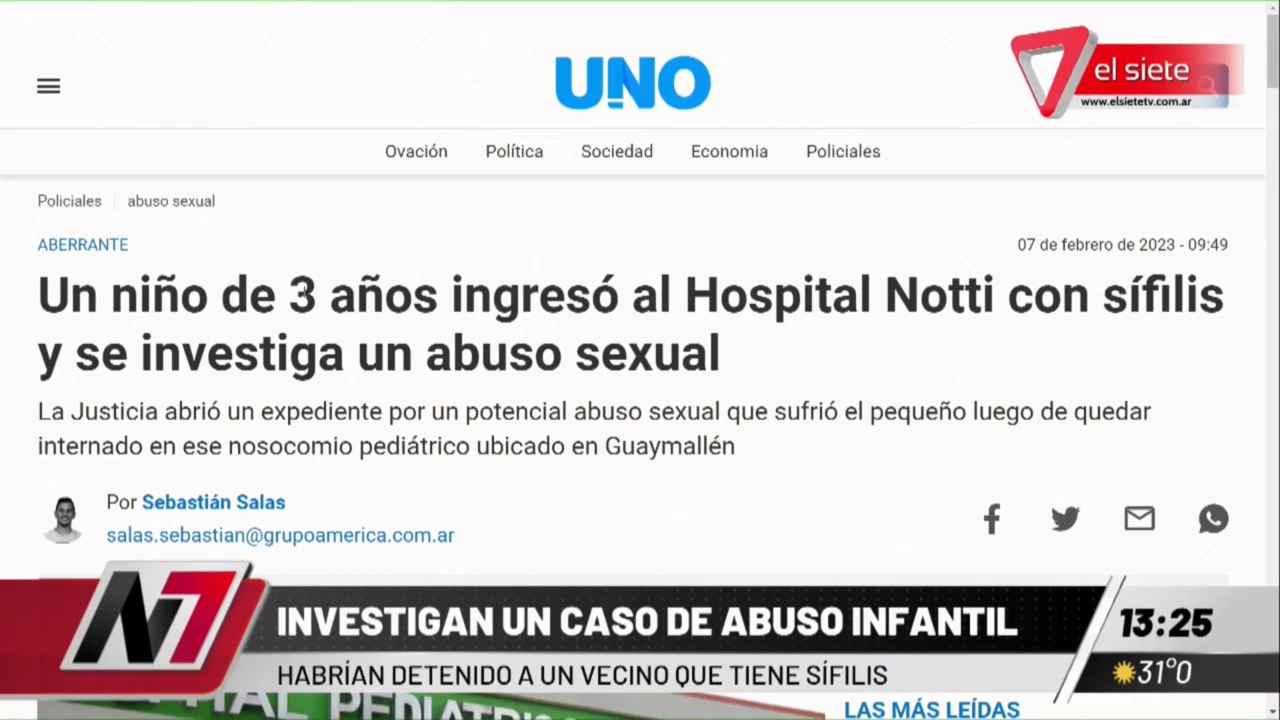 UNO
el siete
www.elsietetv.com.ar
Ovación Política Sociedad Economia Policiales
Policiales abuso sexual
ABERRANTE
07 de febrero de 2023 - 09:49
Un niño de 3 años ingresó al Hospital Notti con sífilis
y se investiga un abuso sexual
La Justicia abrió un expediente por un potencial abuso sexual que sufrió el pequeño luego de quedar
internado en ese nosocomio pediátrico ubicado en Guaymallén
Por Sebastián Salas
salas.sebastian@grupoamerica.com.ar
N7
INVESTIGAN UN CASO DE ABUSO INFANTIL
13:25
HABRÍAN DETENIDO A UN VECINO QUE TIENE SÍFILIS
31°0
LAS MÁS LEÍDAS